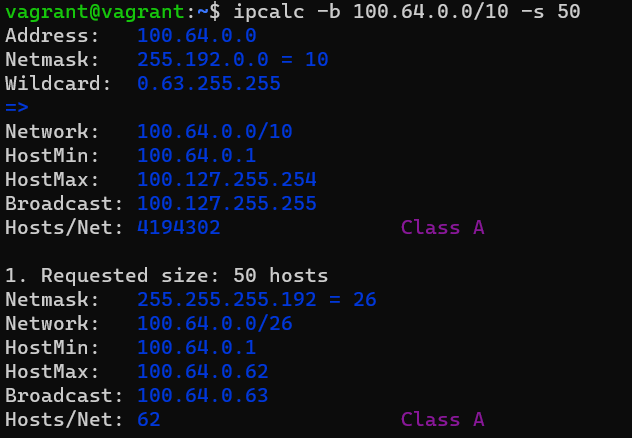 vagrant@vagrant:~$ ipcalc -b 100.64.0.0/10 -s 50
Address:   100.64.0.0
Netmask:   255.192.0.0 = 10
Wildcard:  0.63.255.255
=>
Network:   100.64.0.0/10
HostMin:   100.64.0.1
HostMax:   100.127.255.254
Broadcast: 100.127.255.255
Hosts/Net: 4194302               Class A

1. Requested size: 50 hosts
Netmask:   255.255.255.192 = 26
Network:   100.64.0.0/26
HostMin:   100.64.0.1
HostMax:   100.64.0.62
Broadcast: 100.64.0.63
Hosts/Net: 62                    Class A